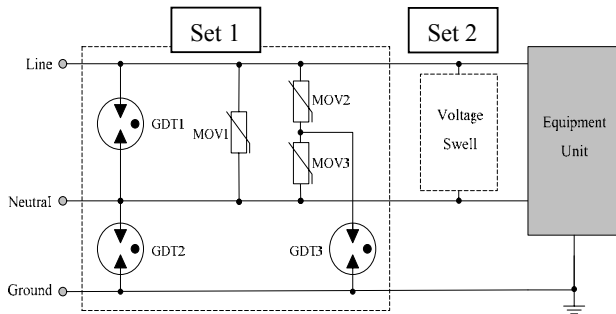 Set 1
Set 2
Line
GDT1
MOV1
MOV2
MOV3
Voltage
Swell
Equipment
Unit
Neutral
GDT2
GDT3
Ground